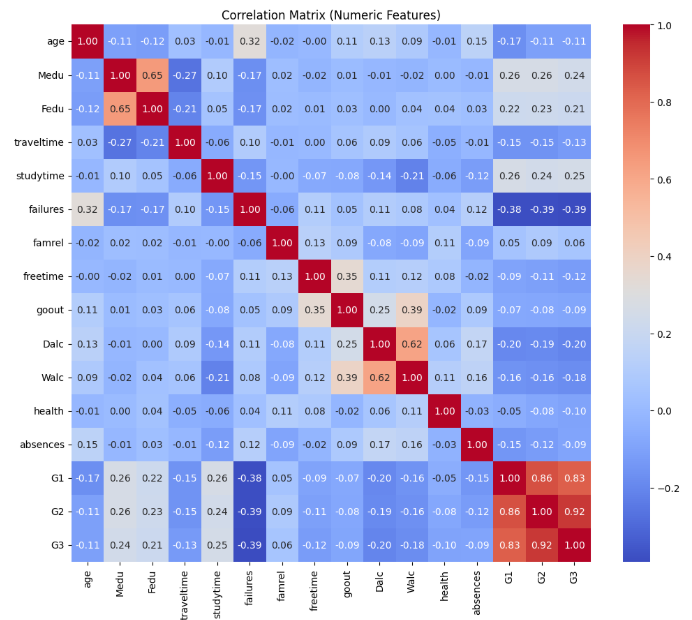 Correlation Matrix (Numeric Features)
age 1.00 -0.11 -0.12 0.03 -0.01 0.32 -0.02 -0.00 0.11 0.13 0.09 -0.01 0.15 -0.17 -0.11 -0.11
Medu -0.11 1.00 0.65 -0.27 0.10 -0.17 0.02 -0.02 0.01 -0.01 -0.02 0.00 -0.01 0.26 0.26 0.24
Fedu -0.12 0.65 1.00 -0.21 0.05 -0.17 0.02 0.01 0.03 0.00 0.04 0.04 0.03 0.22 0.23 0.21
traveltime 0.03 -0.27 -0.21 1.00 -0.06 0.10 -0.01 0.00 0.06 0.09 0.06 -0.05 -0.01 -0.15 -0.15 -0.13
studytime -0.01 0.10 0.05 -0.06 1.00 -0.15 -0.00 -0.07 -0.08 -0.14 -0.21 -0.06 -0.12 0.26 0.24 0.25
failures 0.32 -0.17 -0.17 0.10 -0.15 1.00 -0.06 0.11 0.05 0.11 0.08 0.04 0.12 -0.38 -0.39 -0.39
famrel -0.02 0.02 0.02 -0.01 -0.00 -0.06 1.00 0.13 0.09 -0.08 -0.09 0.11 -0.09 0.05 0.09 0.06
freetime -0.00 -0.02 0.01 0.00 -0.07 0.11 0.13 1.00 0.35 0.11 0.12 0.08 -0.02 -0.09 -0.11 -0.12
goout 0.11 0.01 0.03 0.06 -0.08 0.05 0.09 0.35 1.00 0.25 0.39 -0.02 0.09 -0.07 -0.08 -0.09
Dalc 0.13 -0.01 0.00 0.09 -0.14 0.11 -0.08 0.11 0.25 1.00 0.62 0.06 0.17 -0.20 -0.19 -0.20
Walc 0.09 -0.02 0.04 0.06 -0.21 0.08 -0.09 0.12 0.39 0.62 1.00 0.11 0.16 -0.16 -0.16 -0.18
health -0.01 0.00 0.04 -0.05 -0.06 0.04 0.11 0.08 -0.02 0.06 0.11 1.00 -0.03 -0.05 -0.08 -0.10
absences 0.15 -0.01 0.03 -0.01 -0.12 0.12 -0.09 -0.02 0.09 0.17 0.16 -0.03 1.00 -0.15 -0.12 -0.09
G1 -0.17 0.26 0.22 -0.15 0.26 -0.38 0.05 -0.09 -0.07 -0.20 -0.16 -0.05 -0.15 1.00 0.86 0.83
G2 -0.11 0.26 0.23 -0.15 0.24 -0.39 0.09 -0.11 -0.08 -0.19 -0.16 -0.08 -0.12 0.86 1.00 0.92
G3 -0.11 0.24 0.21 -0.13 0.25 -0.39 0.06 -0.12 -0.09 -0.20 -0.18 -0.10 -0.09 0.83 0.92 1.00
age Medu Fedu traveltime studytime failures famrel freetime goout Dalc Walc health absences G1 G2 G3
1.0
0.8
0.6
0.4
0.2
0.0
−0.2